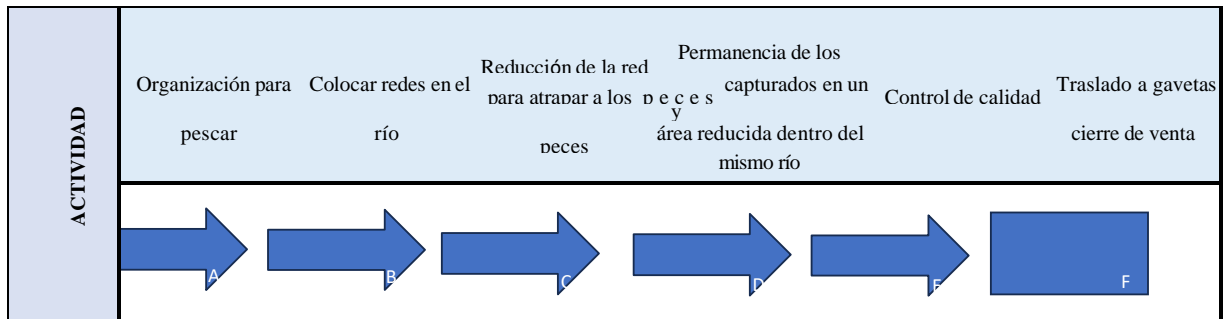 ACTIVIDAD
Organización para
pescar
Colocar redes en el
río
Reducción de la red
para atrapar a los
peces
Permanencia de los
peces capturados en un
área reducida dentro del
mismo río
Control de calidad
Traslado a gavetas
y
cierre de venta
A
B
C
D
E
F